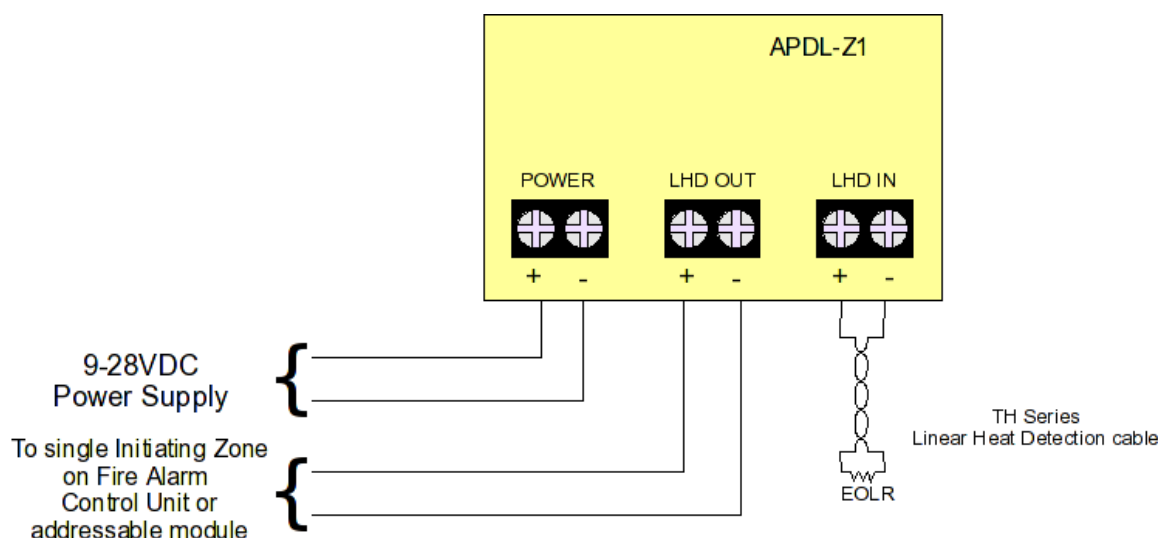 APDL-Z1
POWER
LHD OUT
LHD IN
+ - + - + -
9-28VDC
Power Supply
To single Initiating Zone
on Fire Alarm
Control Unit or
addressable module
TH Series
Linear Heat Detection cable
EOLR